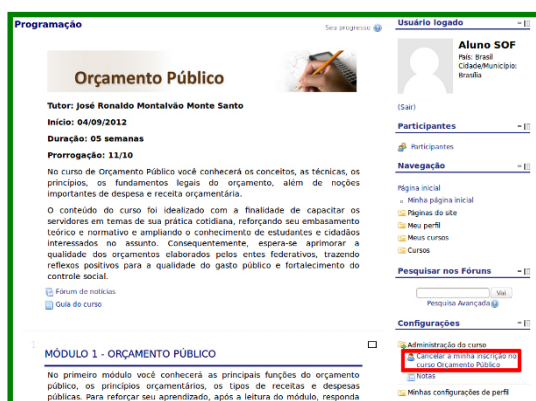 Programação
Seu progresso
Orçamento Público
Tutor: José Ronaldo Montalvão Monte Santo
Início: 04/09/2012
Duração: 05 semanas
Prorrogação: 11/10
No curso de Orçamento Público você conhecerá os conceitos, as técnicas, os
princípios, os fundamentos legais do orçamento, além de noções
importantes de despesa e receita orçamentária.
O conteúdo do curso foi idealizado com a finalidade de capacitar os
servidores em temas de sua prática cotidiana, reforçando seu embasamento
teórico e normativo e ampliando o conhecimento de estudantes e cidadãos
interessados no assunto. Consequentemente, espera-se aprimorar a
qualidade dos orçamentos elaborados pelos entes federativos, trazendo
reflexos positivos para a qualidade do gasto público e fortalecimento do
controle social.
Fórum de notícias
Guia do curso
1
MÓDULO 1 - ORÇAMENTO PÚBLICO
No primeiro módulo você conhecerá as principais funções do orçamento
público, os princípios orçamentários, os tipos de receitas e despesas
públicas. Para reforçar seu aprendizado, após a leitura do módulo, responda
Usuário logado
Aluno SOF
País: Brasil
Cidade/Município:
Brasília
(Sair)
Participantes
Participantes
Navegação
Página inicial
Minha página inicial
Páginas do site
Meu perfil
Meus cursos
Cursos
Pesquisar nos Fóruns
Vai
Pesquisa Avançada
Configurações
Administração do curso
Cancelar a minha inscrição no
curso Orçamento Público
Notas
Minhas configurações de perfil